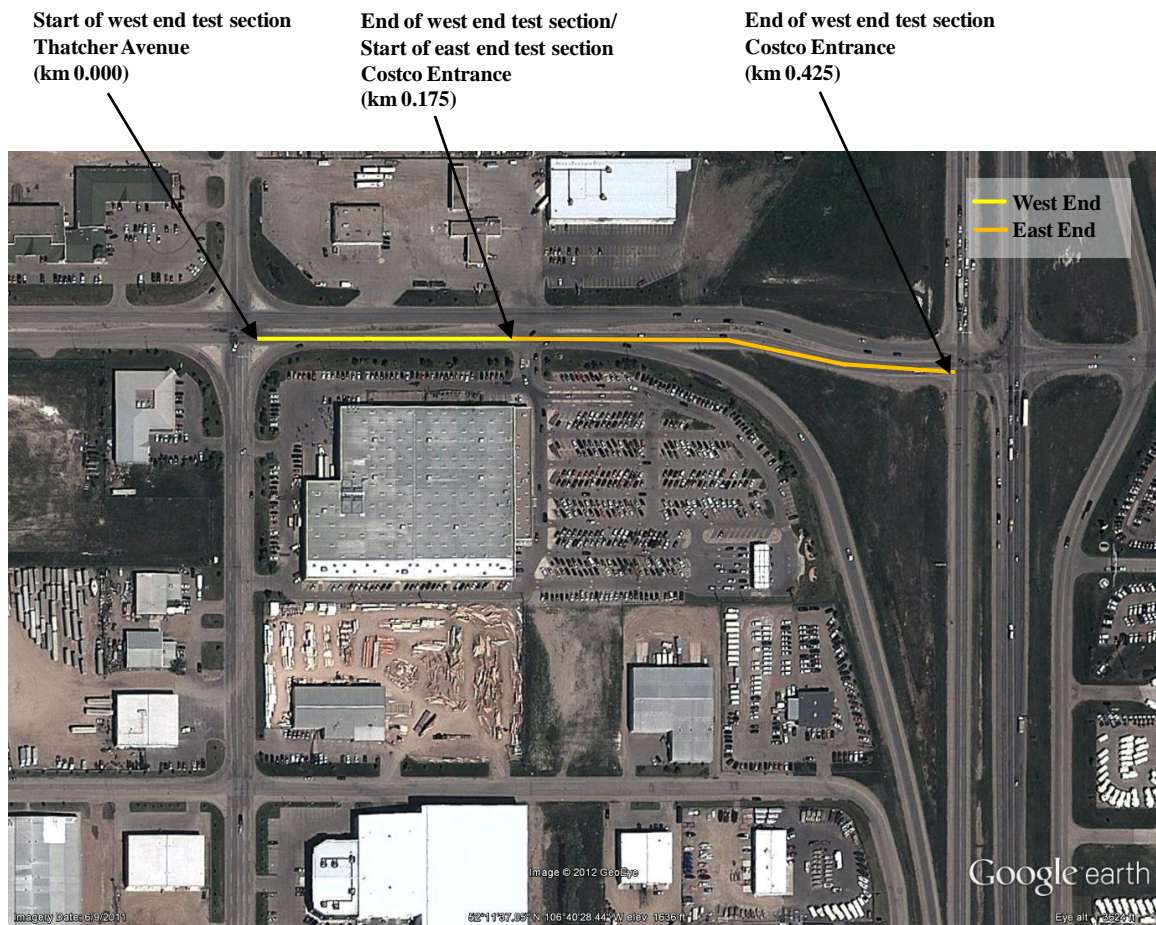 Start of west end test section
Thatcher Avenue
(km 0.000)
End of west end test section/
Start of east end test section
Costco Entrance
(km 0.175)
End of west end test section
Costco Entrance
(km 0.425)
West End
East End
Image © 2012 GeoEye
Google earth
Imagery Date: 6/9/2011
52°11'37.05" N 106°40'28.44" W elev 1636 ft
Eye alt 3524 ft